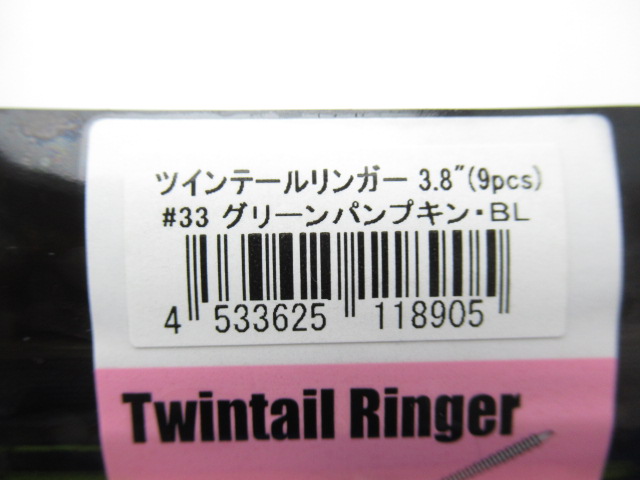 ツインテールリンガー 3.8"(9pcs)
#33 グリーンパンプキン・BL
4 533625 118905
Twintail Ringer